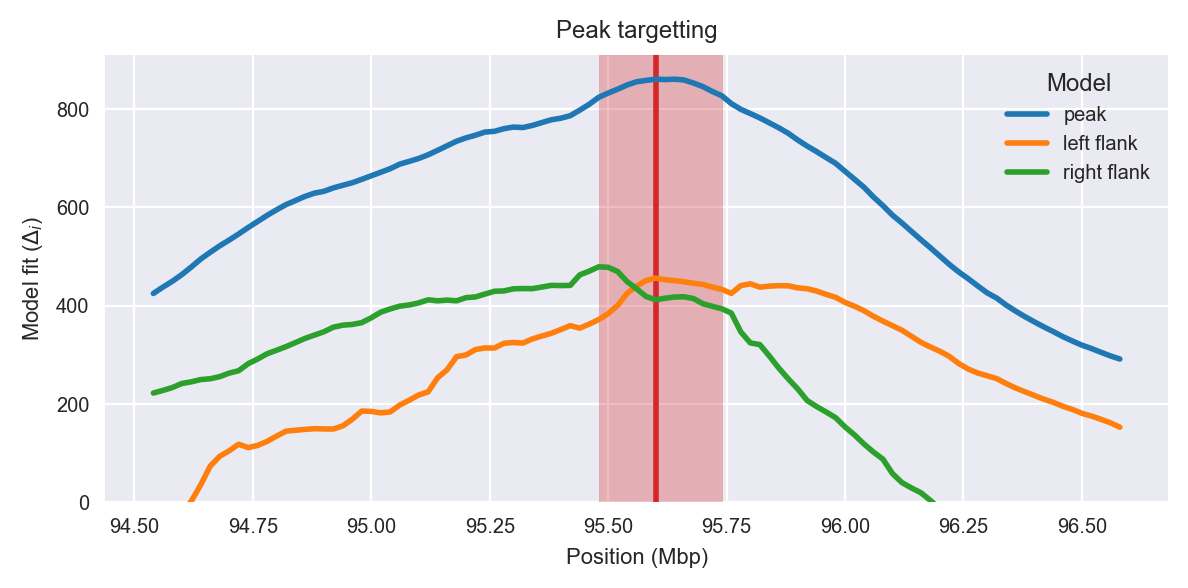 Peak targetting
Model fit (Δi)
800
600
400
200
0
Model
peak
left flank
right flank
94.50 94.75 95.00 95.25 95.50 95.75 96.00 96.25 96.50
Position (Mbp)